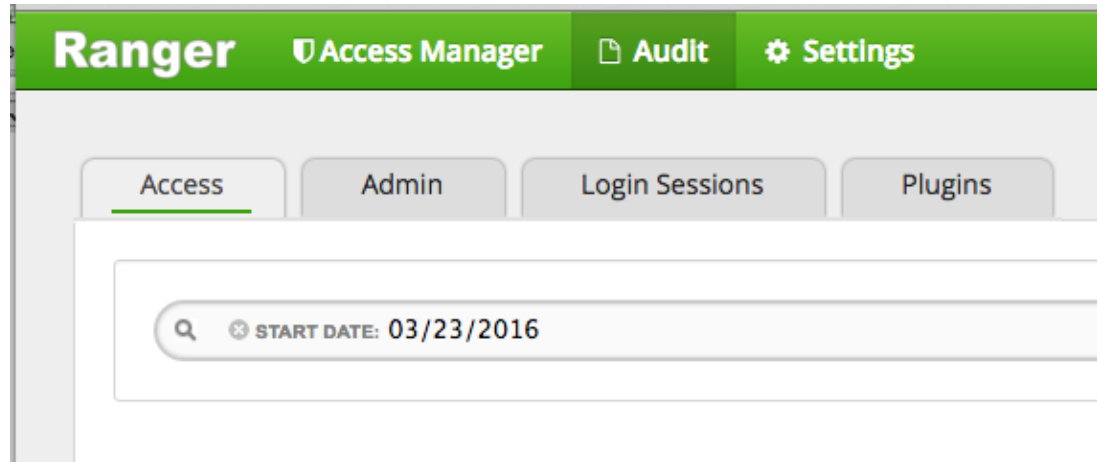 Ranger Access Manager Audit Settings
Access Admin Login Sessions Plugins
START DATE: 03/23/2016